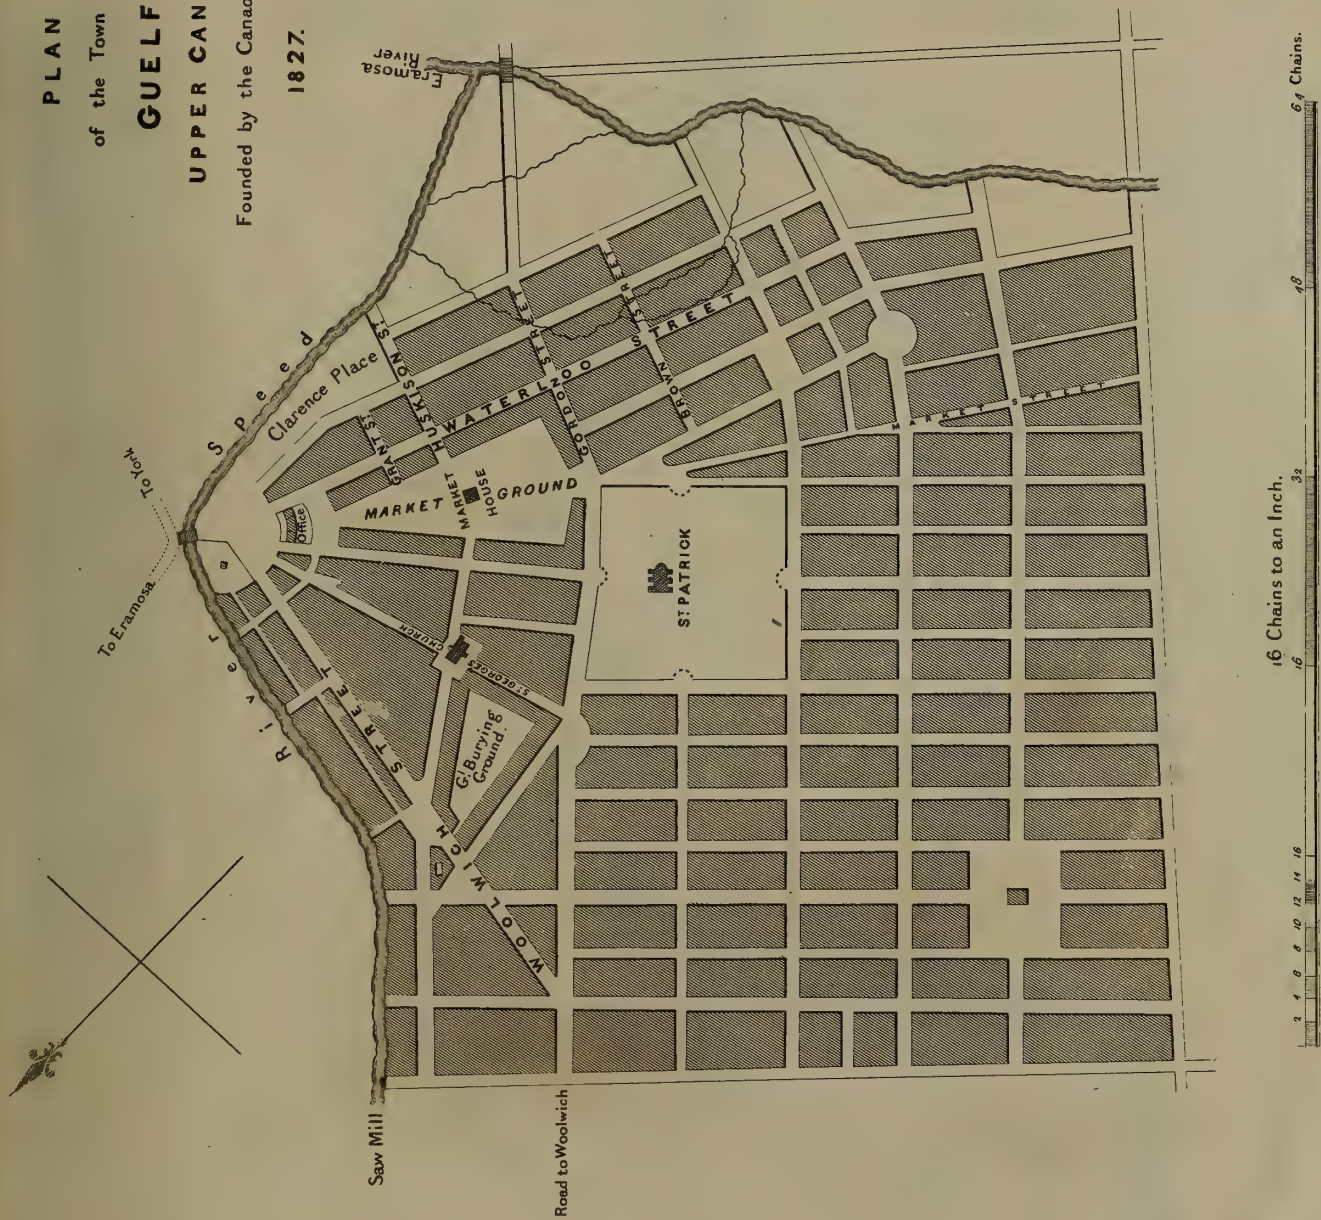 PLAN
of the Town
GUELF
UPPER CAN
Founded by the Canad
1827.
Eramosa
River
To York
To Eramosa
River Speed
Clarence Place
HUSKISSON ST.
GRANT ST.
WATERLOO STREET
GORDON STREET
BROWN STREET
MARKET STREET
Office
MARKET GROUND
MARKET
HOUSE
ST. PATRICK
CHURCH
ST. GEORGES
Gl. Burying
Ground.
WOOLWICH STREET
Saw Mill
Road to Woolwich
16 Chains to an Inch.
2 4 6 8 10 12 14 16 16 32 48 64 Chains.